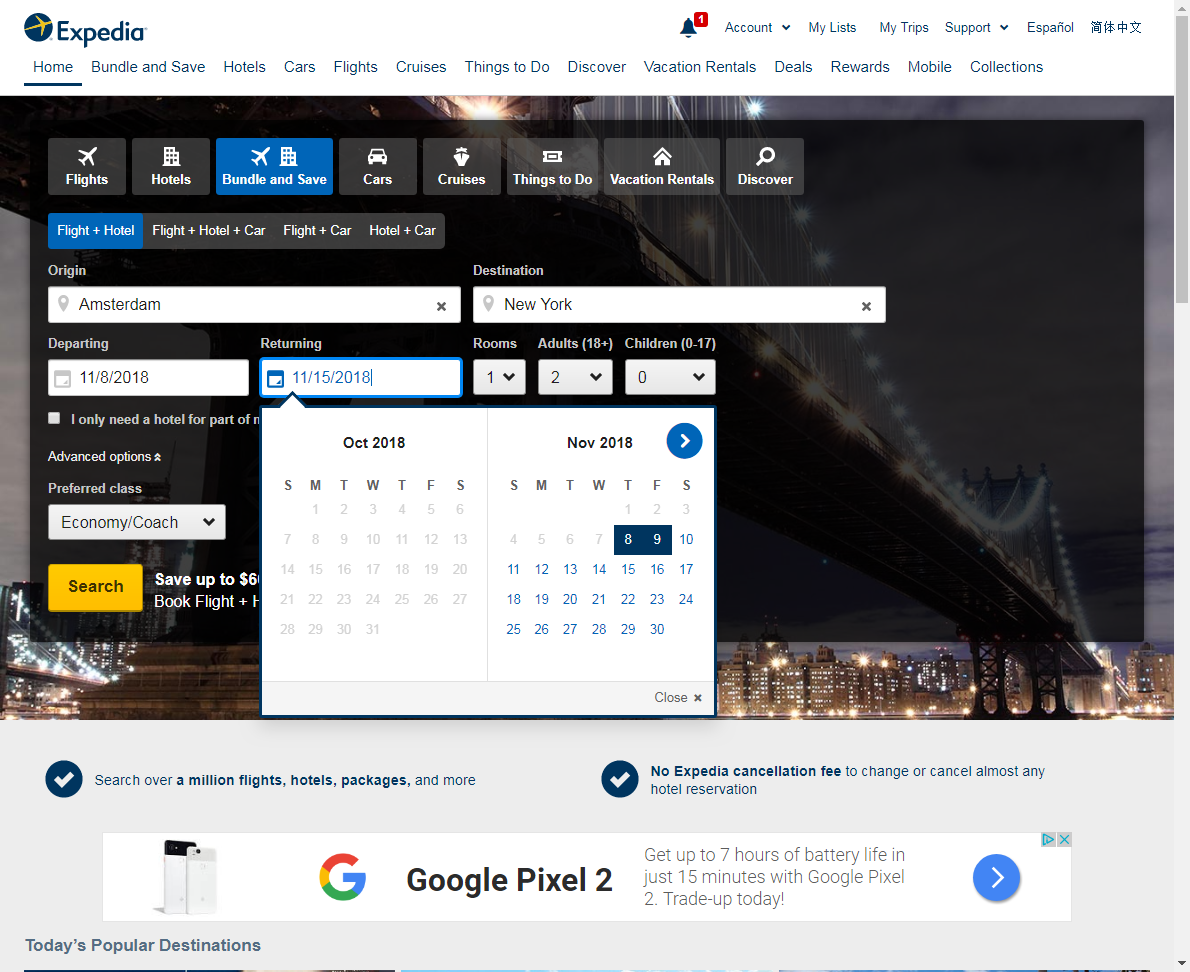 Expedia
1
Account
My Lists
My Trips
Support
Español
简体中文
Home
Bundle and Save
Hotels
Cars
Flights
Cruises
Things to Do
Discover
Vacation Rentals
Deals
Rewards
Mobile
Collections
Flights
Hotels
Bundle and Save
Cars
Cruises
Things to Do
Vacation Rentals
Discover
Flight + Hotel
Flight + Hotel + Car
Flight + Car
Hotel + Car
Origin
Destination
Amsterdam
New York
Departing
Returning
Rooms
Adults (18+)
Children (0-17)
11/8/2018
11/15/2018
1
2
0
I only need a hotel for part of
Advanced options
Preferred class
Economy/Coach
Search
Save up to $6
Book Flight +
Oct 2018
S M T W T F S
1 2 3 4 5 6
7 8 9 10 11 12 13
14 15 16 17 18 19 20
21 22 23 24 25 26 27
28 29 30 31
Nov 2018
S M T W T F S
1 2 3
4 5 6 7 8 9 10
11 12 13 14 15 16 17
18 19 20 21 22 23 24
25 26 27 28 29 30
Close ×
Search over a million flights, hotels, packages, and more
No Expedia cancellation fee to change or cancel almost any
hotel reservation
G
Google Pixel 2
Get up to 7 hours of battery life in
just 15 minutes with Google Pixel
2. Trade-up today!
Today’s Popular Destinations